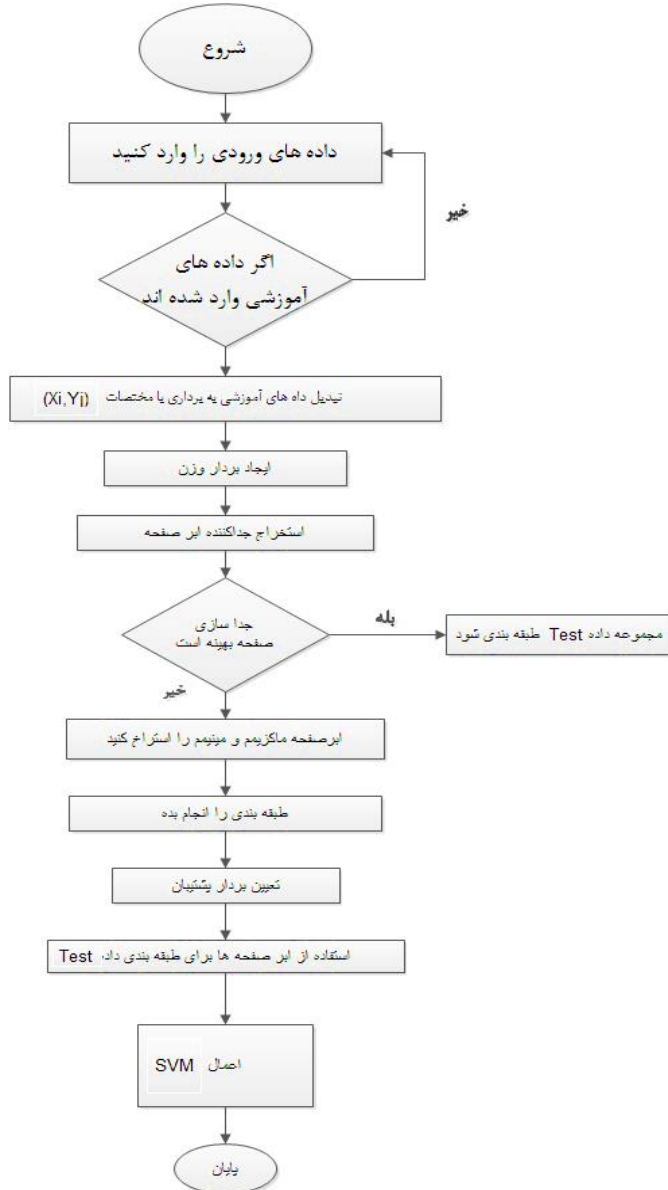 شروع
داده های ورودی را وارد کنید
خیر
اگر داده های
آموزشی وارد شده اند
تبدیل داه های آموزشی به برداری با مختصات (Xi,Yj)
ایجاد بردار وزن
استخراج جداکننده ابر صفحه
جدا سازی
صفحه بهینه است
بله
مجموعه داده Test طبقه بندی شود
خیر
ابرصفحه ماکزیمم و مینیمم را استراخ کنید
طبقه بندی را انجام بده
تعیین بردار پشتیبان
استفاده از ابر صفحه ها برای طبقه بندی داده Test
اعمال SVM
پایان